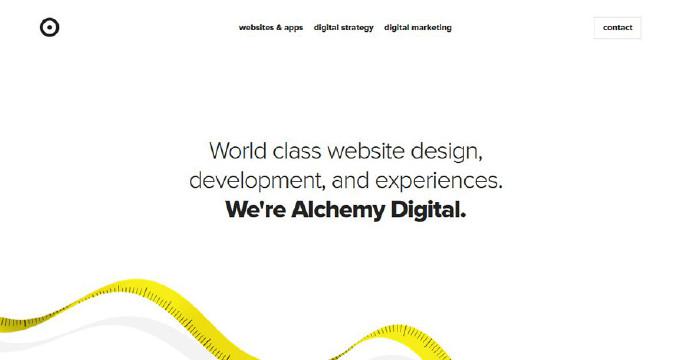 websites & apps digital strategy digital marketing contact
World class website design,
development, and experiences.
We're Alchemy Digital.